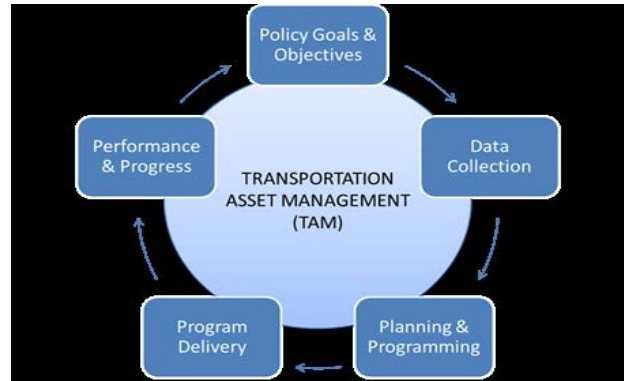 Policy Goals &
Objectives
Performance
& Progress
Data
Collection
TRANSPORTATION
ASSET MANAGEMENT
(TAM)
Program
Delivery
Planning &
Programming